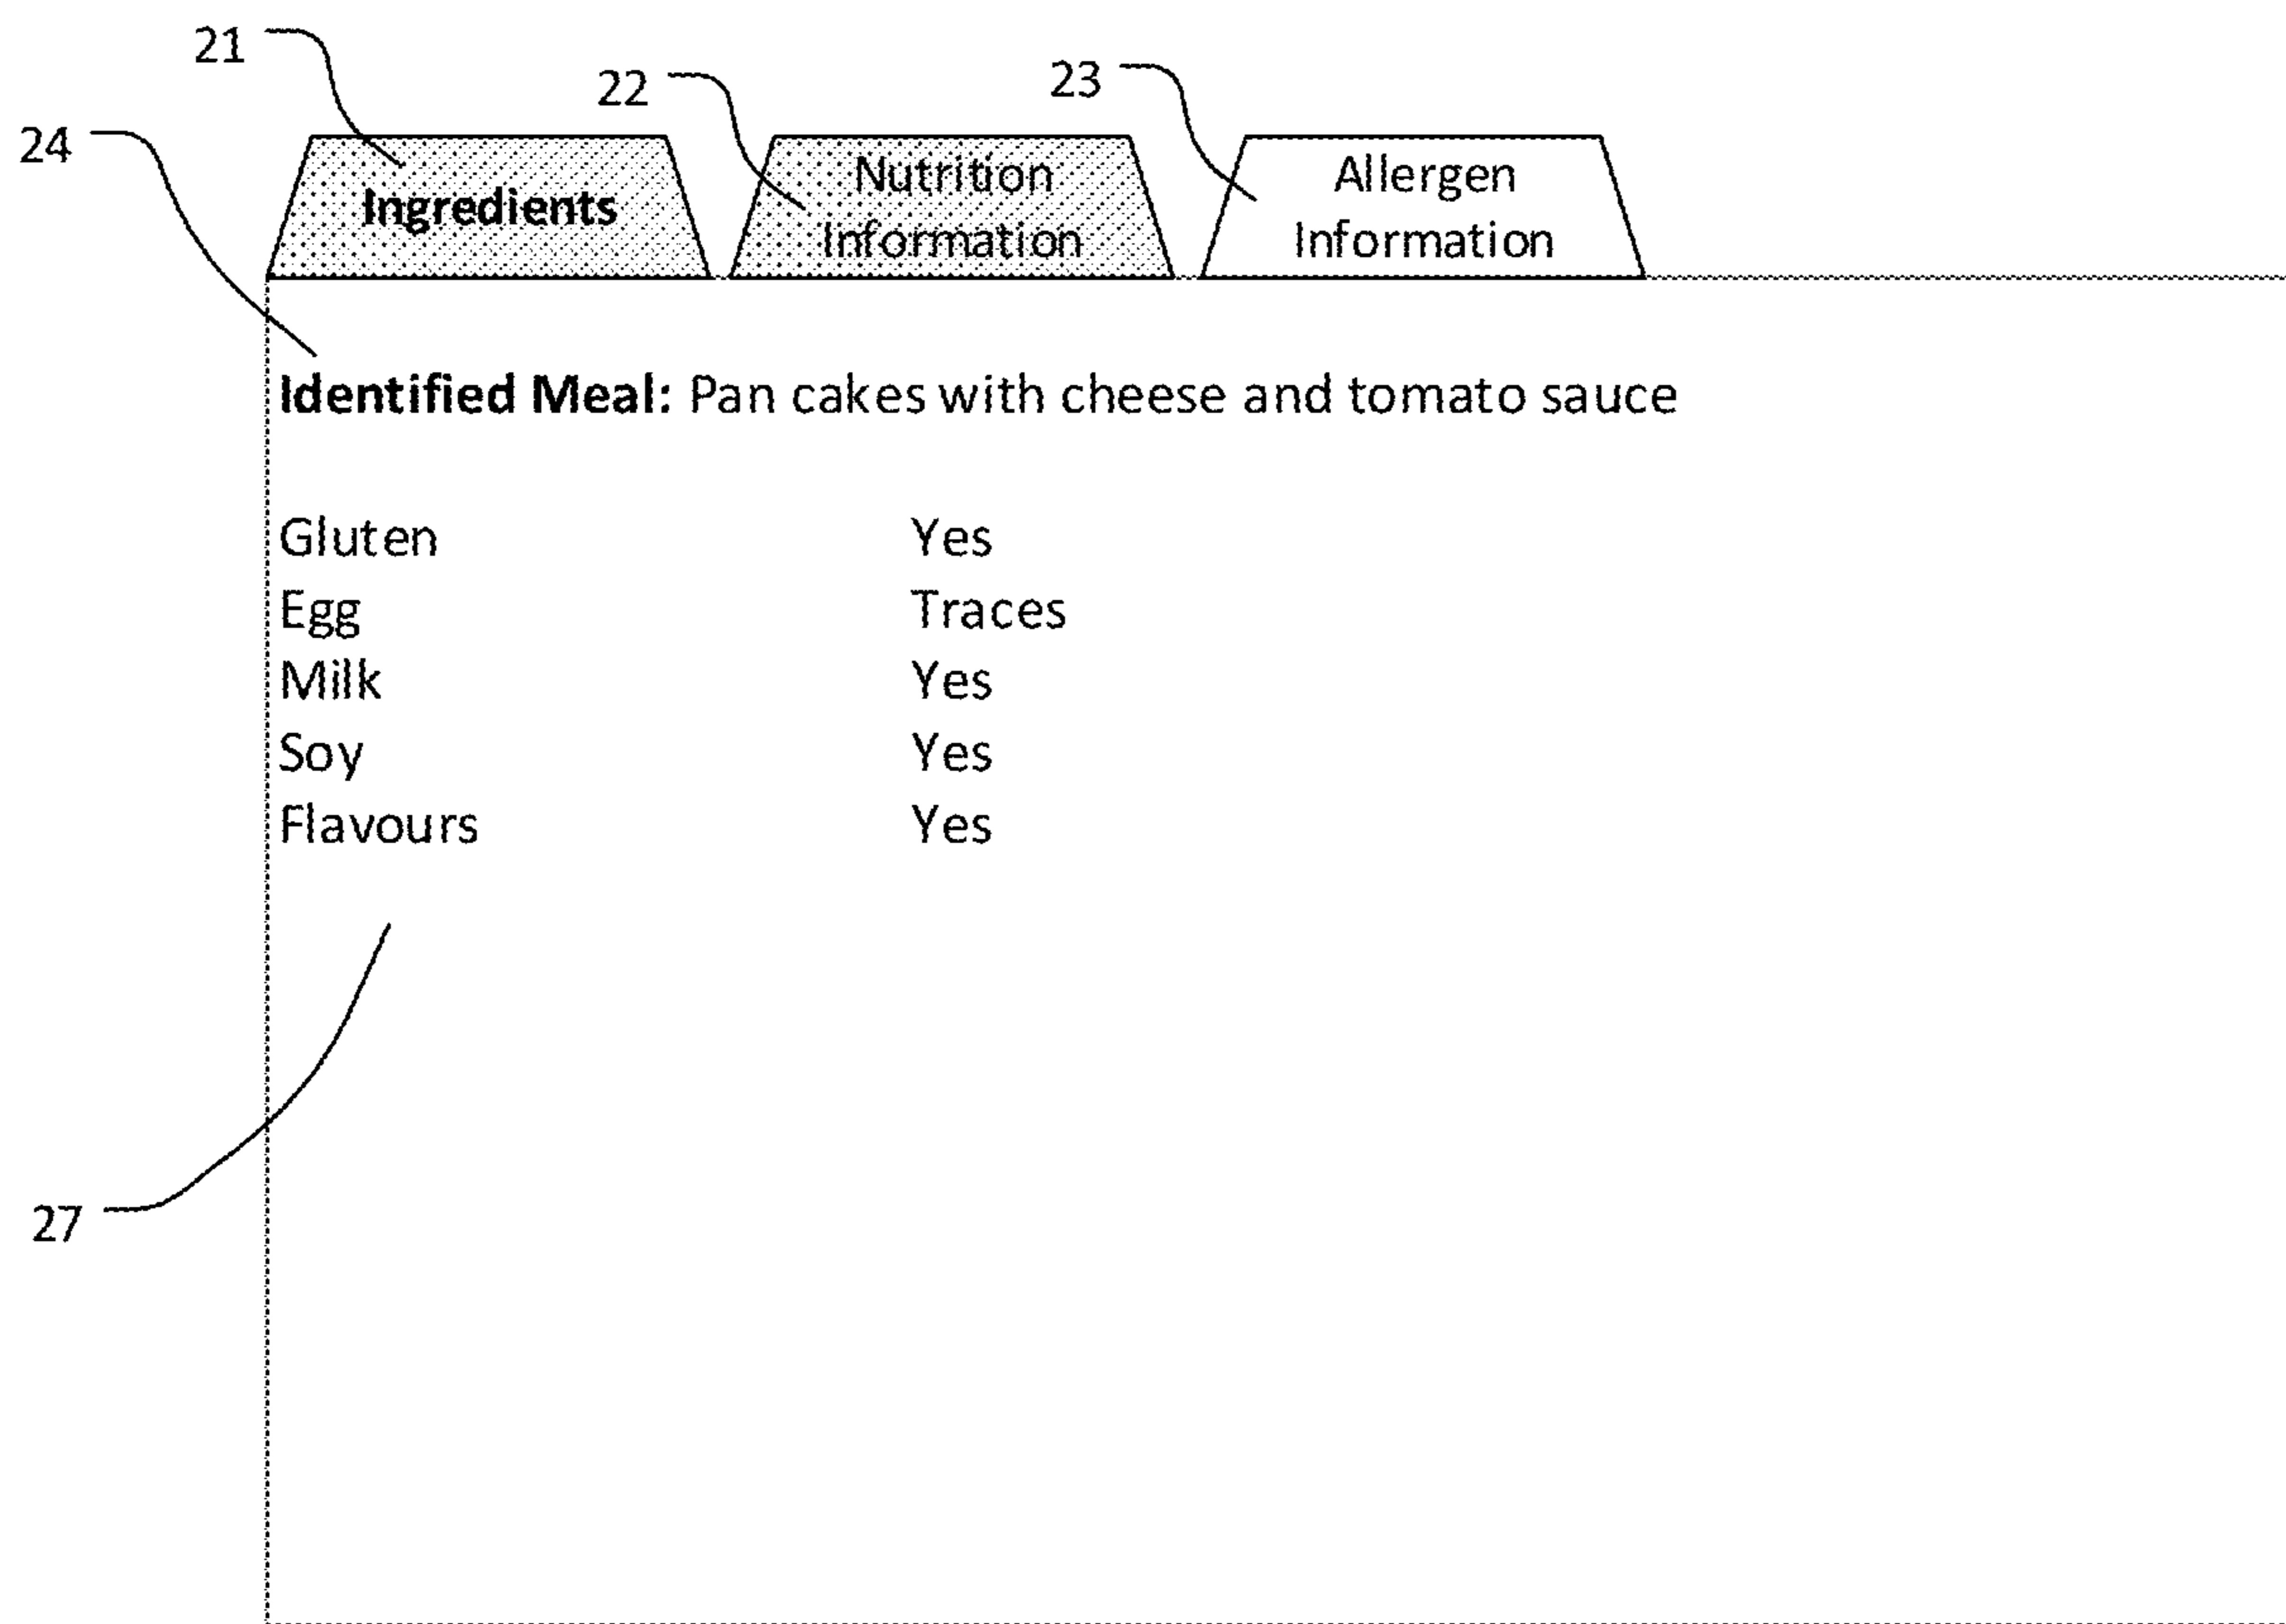 21
22
23
24
Ingredients
Nutrition
Information
Allergen
Information
Identified Meal: Pan cakes with cheese and tomato sauce
Gluten Yes
Egg Traces
Milk Yes
Soy Yes
Flavours Yes
27